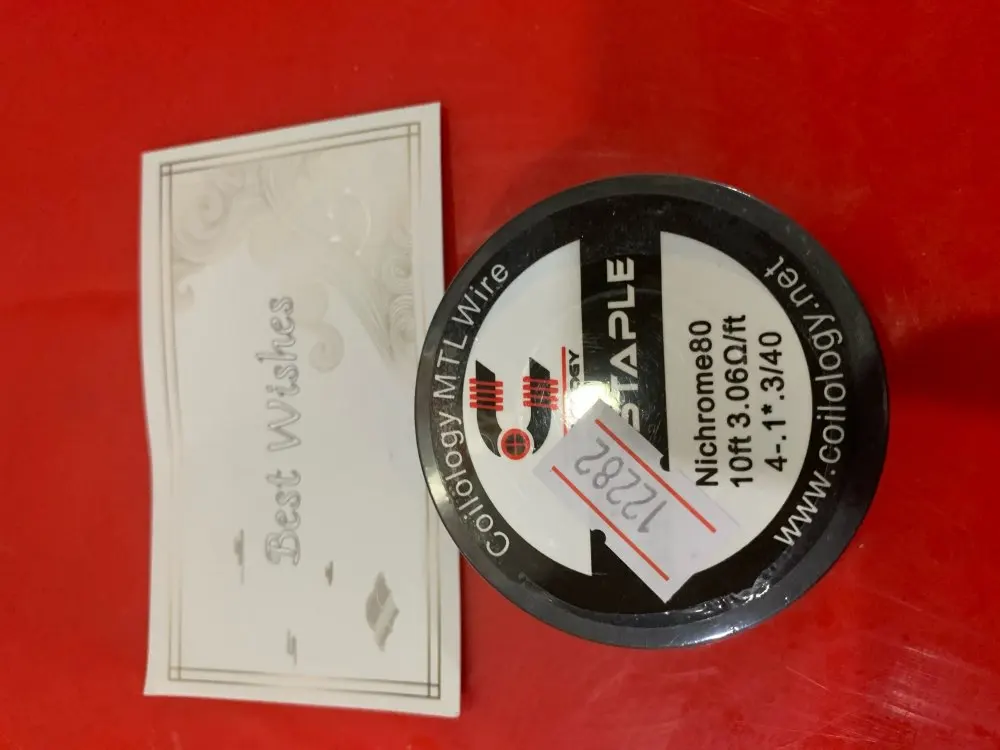 Best Wishes
Coilology MTL Wire
STAPLE
Nichrome80
10ft 3.06Ω/ft
4-.1*.3/40
www.coilology.net
12282